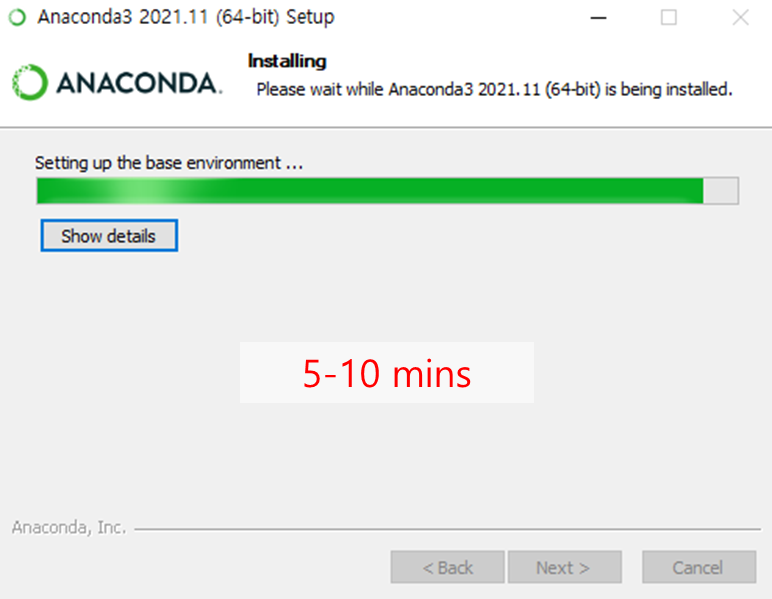 Anaconda3 2021.11 (64-bit) Setup
ANACONDA.
Installing
Please wait while Anaconda3 2021.11 (64-bit) is being installed.
Setting up the base environment ...
Show details
5-10 mins
Anaconda, Inc.
< Back
Next >
Cancel